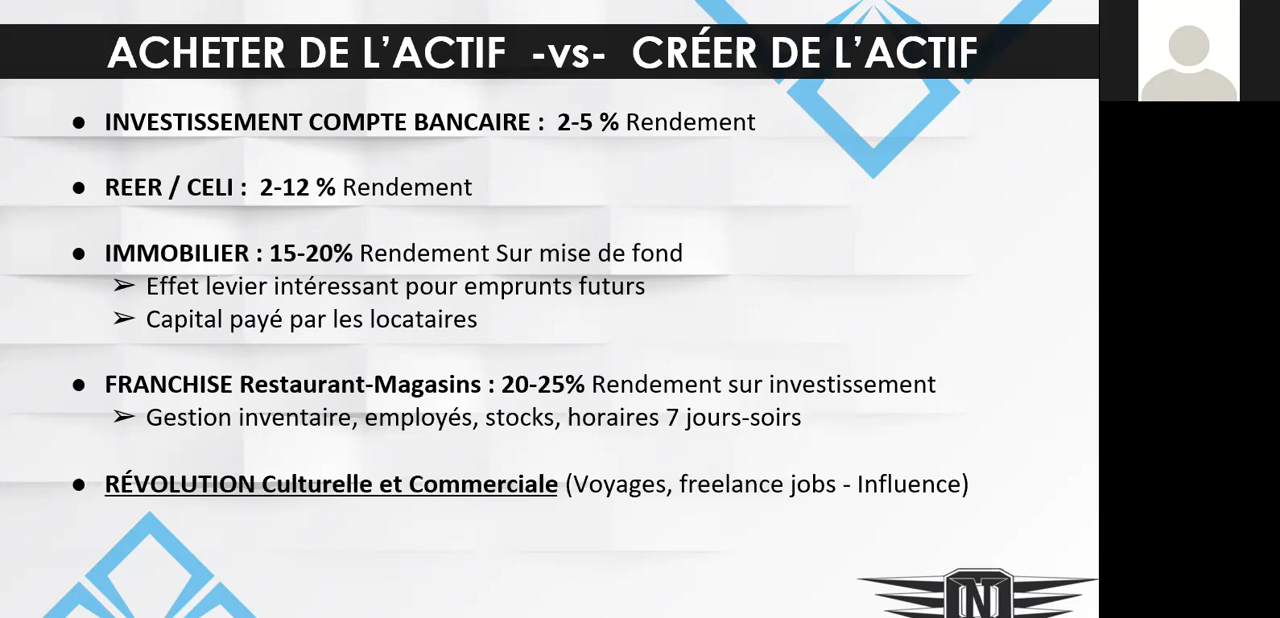 ACHETER DE L’ACTIF -vs- CRÉER DE L’ACTIF
● INVESTISSEMENT COMPTE BANCAIRE : 2-5 % Rendement
● REER / CELI : 2-12 % Rendement
● IMMOBILIER : 15-20% Rendement Sur mise de fond
➢ Effet levier intéressant pour emprunts futurs
➢ Capital payé par les locataires
● FRANCHISE Restaurant-Magasins : 20-25% Rendement sur investissement
➢ Gestion inventaire, employés, stocks, horaires 7 jours-soirs
● RÉVOLUTION Culturelle et Commerciale (Voyages, freelance jobs - Influence)
N